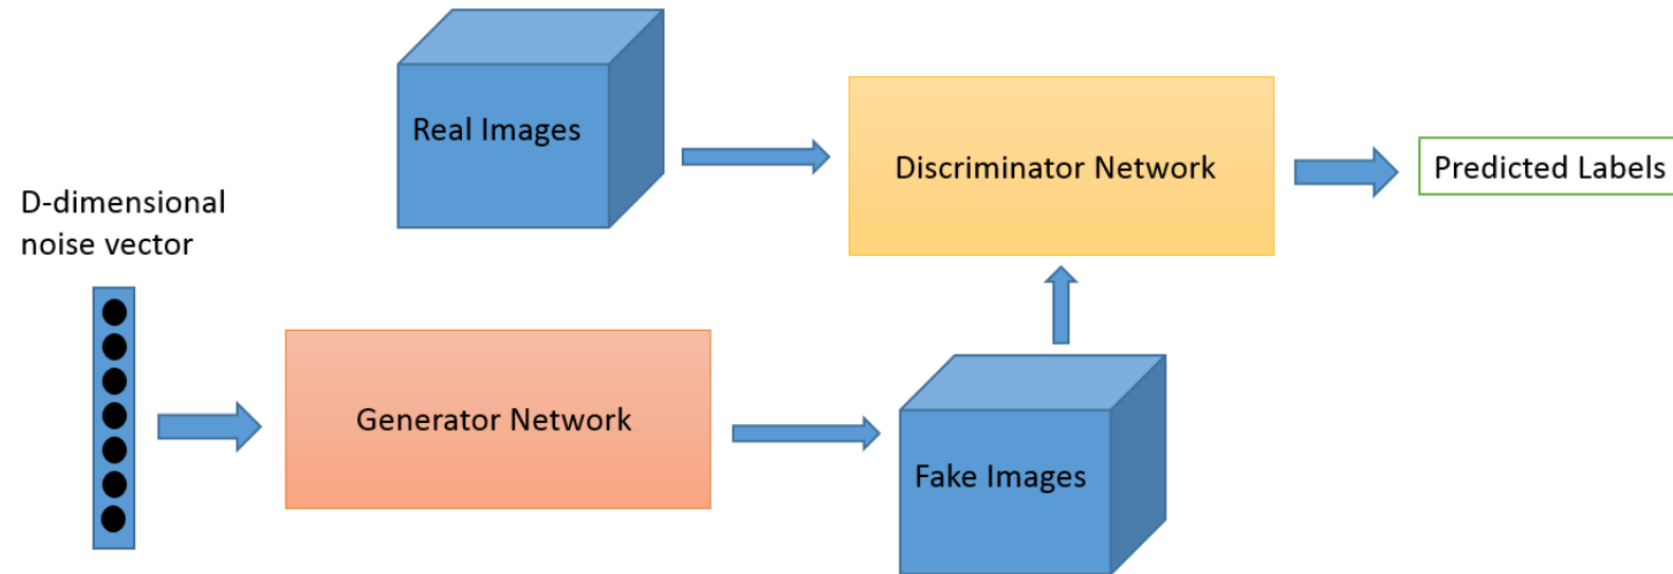 Real Images
Discriminator Network
Predicted Labels
D-dimensional
noise vector
Generator Network
Fake Images